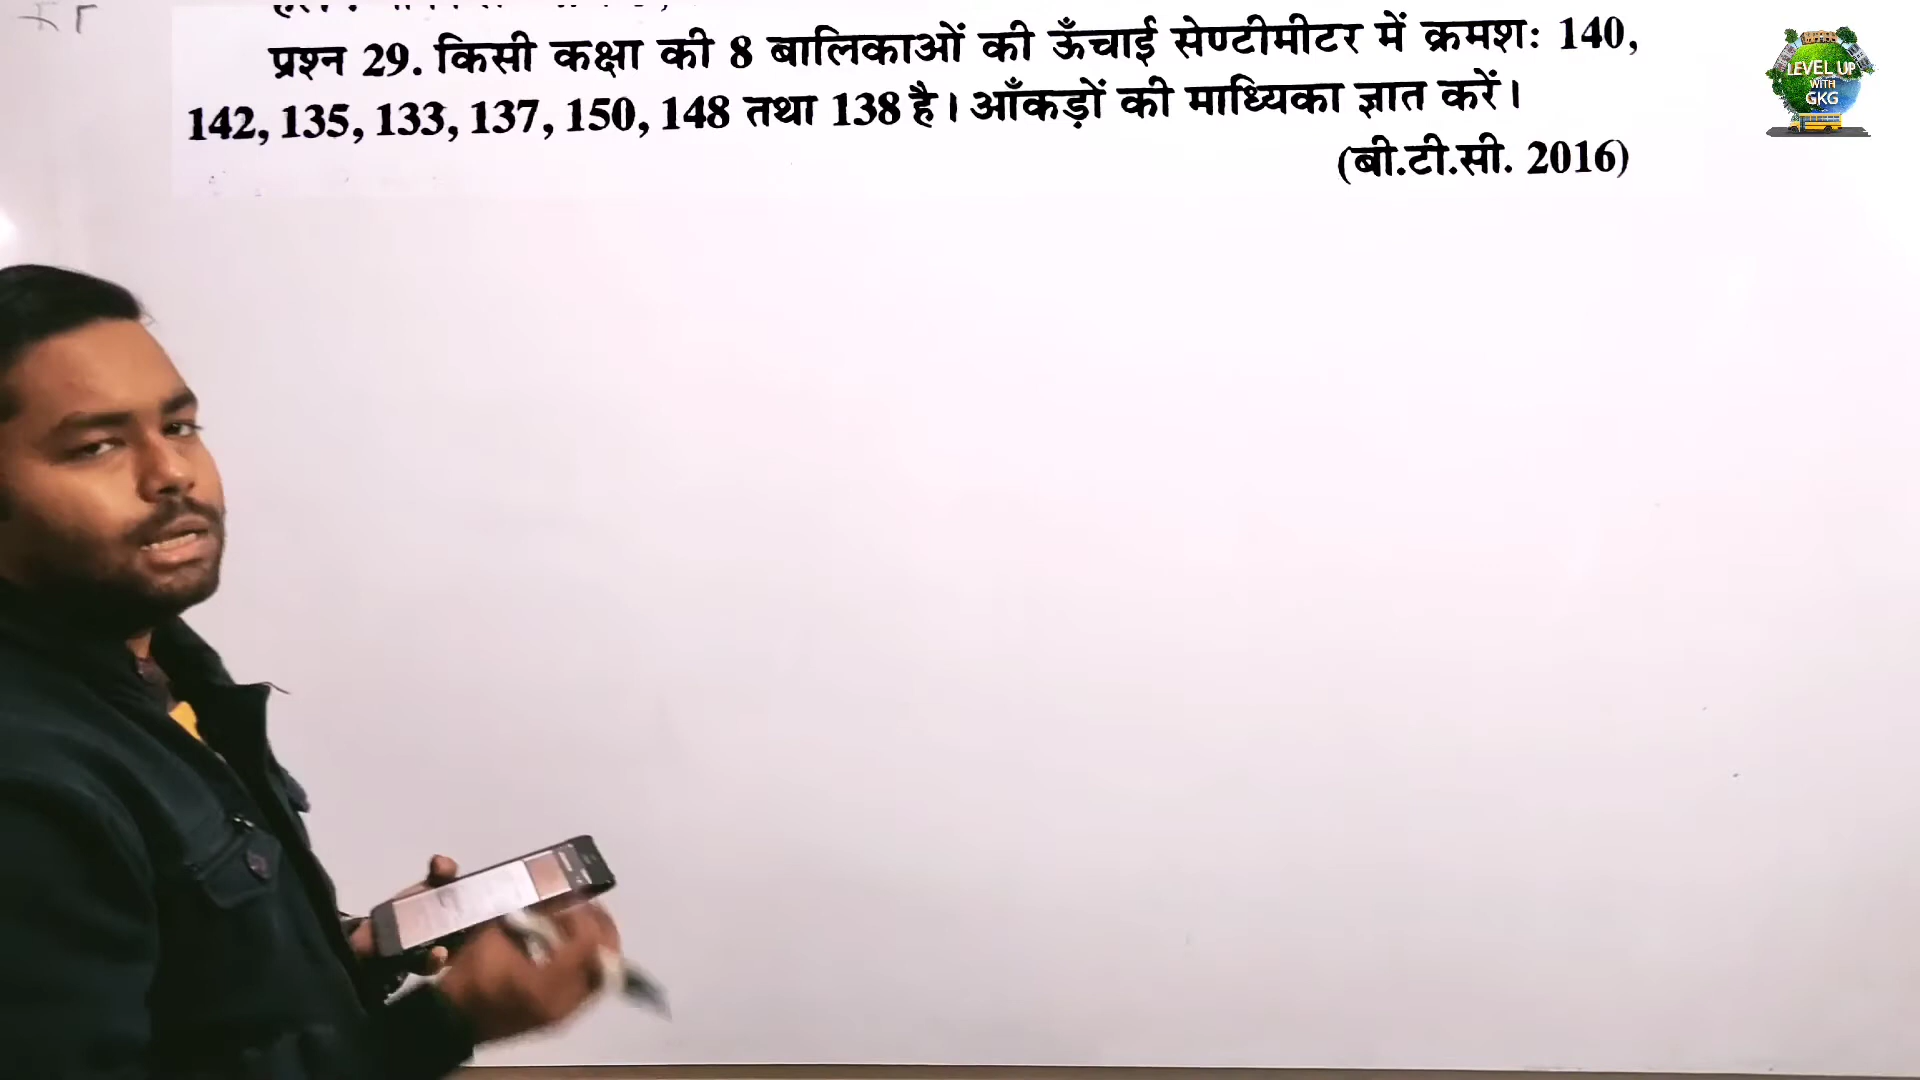 प्रश्न 29. किसी कक्षा की 8 बालिकाओं की ऊँचाई सेण्टीमीटर में क्रमशः 140,
142, 135, 133, 137, 150, 148 तथा 138 है। आँकड़ों की माध्यिका ज्ञात करें।
(बी.टी.सी. 2016)
LEVEL UP
WITH
GKG